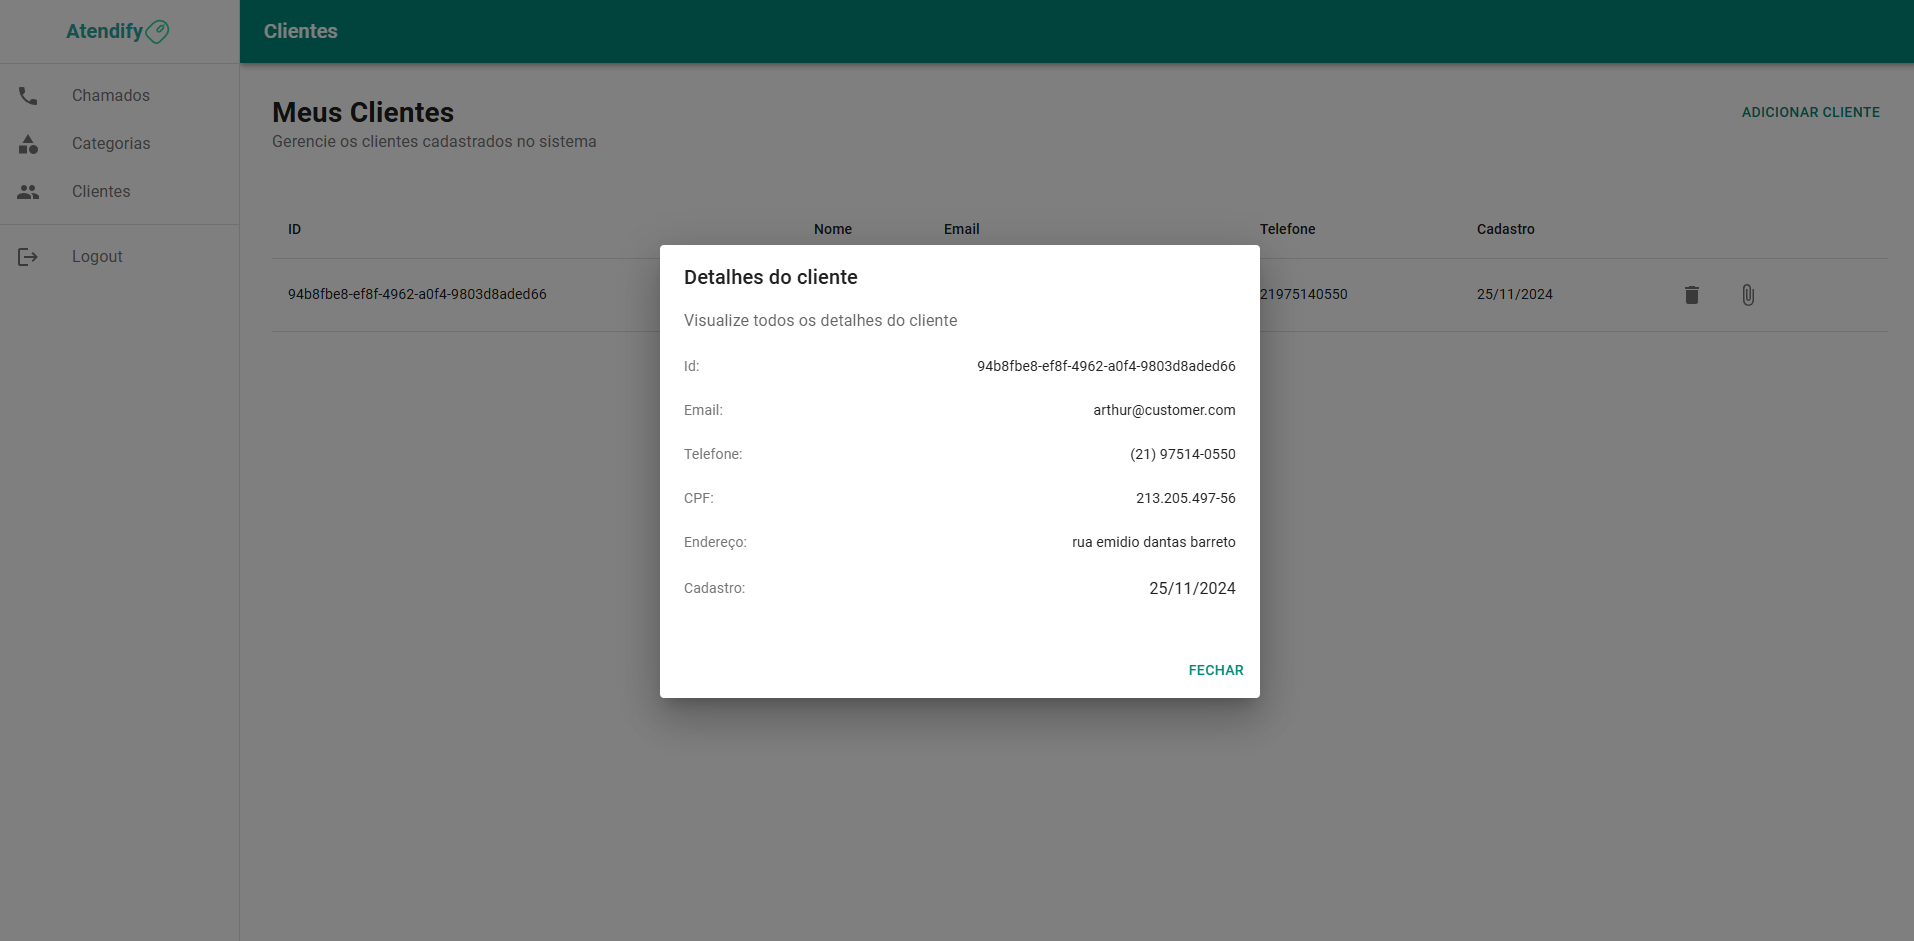 Atendify
Clientes
Chamados
Categorias
Clientes
Logout
Meus Clientes
Gerencie os clientes cadastrados no sistema
ADICIONAR CLIENTE
ID Nome Email Telefone Cadastro
94b8fbe8-ef8f-4962-a0f4-9803d8aded66 21975140550 25/11/2024
Detalhes do cliente
Visualize todos os detalhes do cliente
Id: 94b8fbe8-ef8f-4962-a0f4-9803d8aded66
Email: arthur@customer.com
Telefone: (21) 97514-0550
CPF: 213.205.497-56
Endereço: rua emidio dantas barreto
Cadastro: 25/11/2024
FECHAR